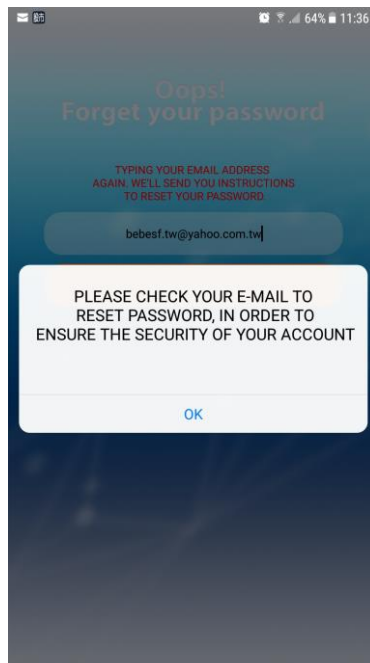 64% 11:36
Oops!
Forget your password
TYPING YOUR EMAIL ADDRESS
AGAIN. WE'LL SEND YOU INSTRUCTIONS
TO RESET YOUR PASSWORD.
bebesf.tw@yahoo.com.tw
PLEASE CHECK YOUR E-MAIL TO
RESET PASSWORD, IN ORDER TO
ENSURE THE SECURITY OF YOUR ACCOUNT
OK